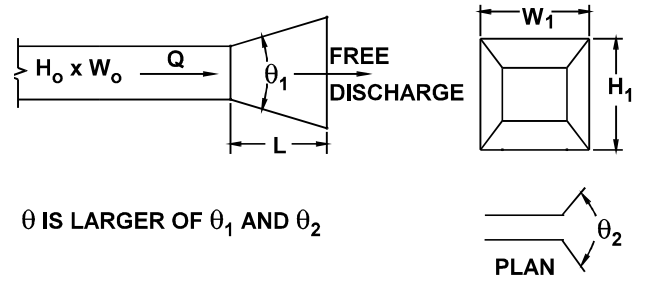 H₀ x W₀
Q
θ₁
FREE
DISCHARGE
L
W₁
H₁
θ IS LARGER OF θ₁ AND θ₂
θ₂
PLAN